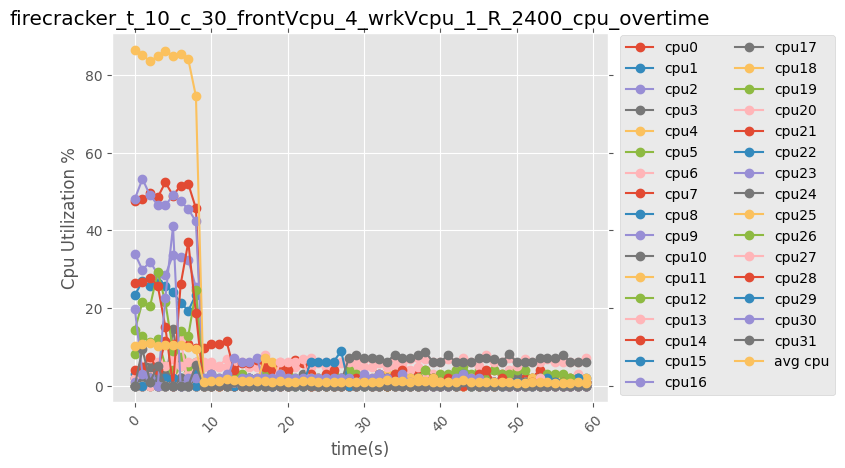 firecracker_t_10_c_30_frontVcpu_4_wrkVcpu_1_R_2400_cpu_overtime
Cpu Utilization %
80
60
40
20
0
0
10
20
30
40
50
60
time(s)
cpu0
cpu1
cpu2
cpu3
cpu4
cpu5
cpu6
cpu7
cpu8
cpu9
cpu10
cpu11
cpu12
cpu13
cpu14
cpu15
cpu16
cpu17
cpu18
cpu19
cpu20
cpu21
cpu22
cpu23
cpu24
cpu25
cpu26
cpu27
cpu28
cpu29
cpu30
cpu31
avg cpu